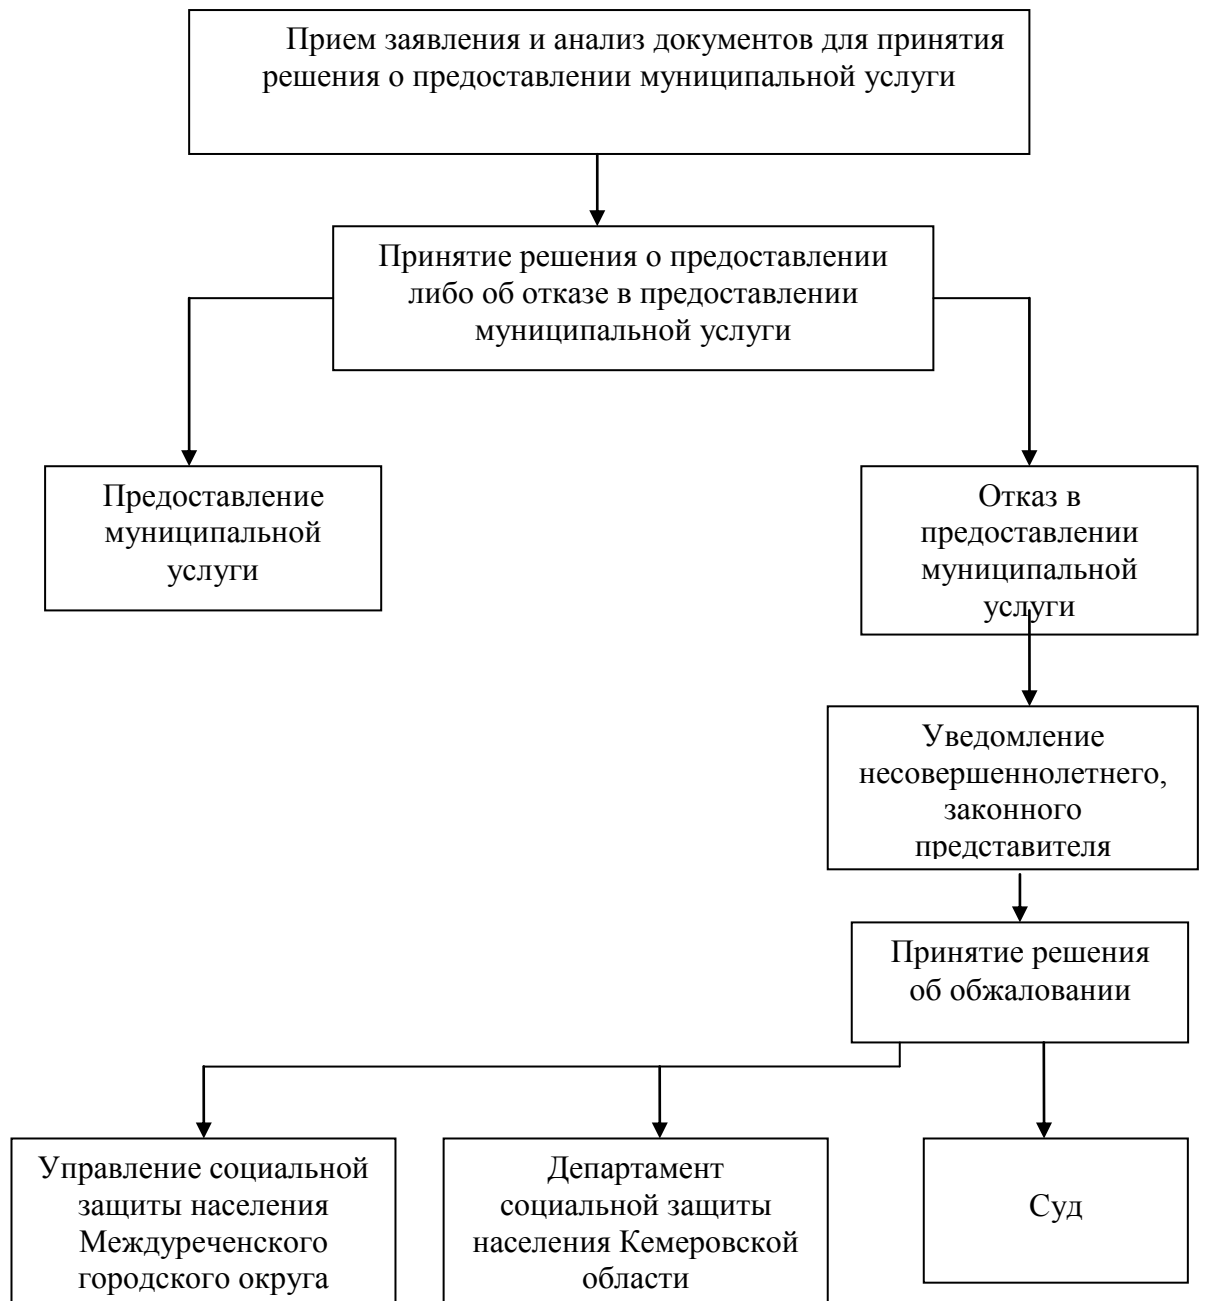 Прием заявления и анализ документов для принятия
решения о предоставлении муниципальной услуги
Принятие решения о предоставлении
либо об отказе в предоставлении
муниципальной услуги
Предоставление
муниципальной
услуги
Отказ в
предоставлении
муниципальной
услуги
Уведомление
несовершеннолетнего,
законного
представителя
Принятие решения
об обжаловании
Управление социальной
защиты населения
Междуреченского
городского округа
Департамент
социальной защиты
населения Кемеровской
области
Суд